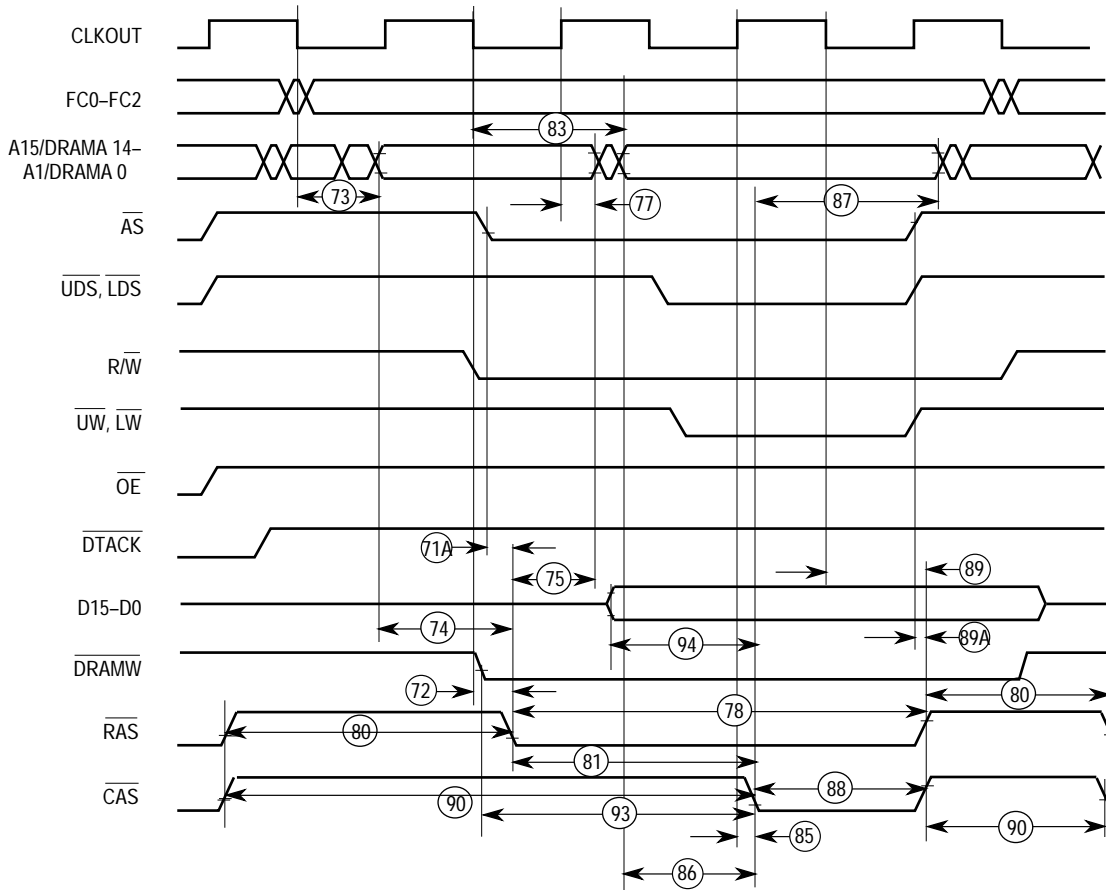 CLKOUT
FC0–FC2
83
A15/DRAMA 14–
A1/DRAMA 0
73
77
87
AS
UDS, LDS
R/W
UW, LW
OE
DTACK
71A
75
89
D15–D0
74
94
89A
DRAMW
72
80
78
RAS
80
81
CAS
88
90
93
85
90
86